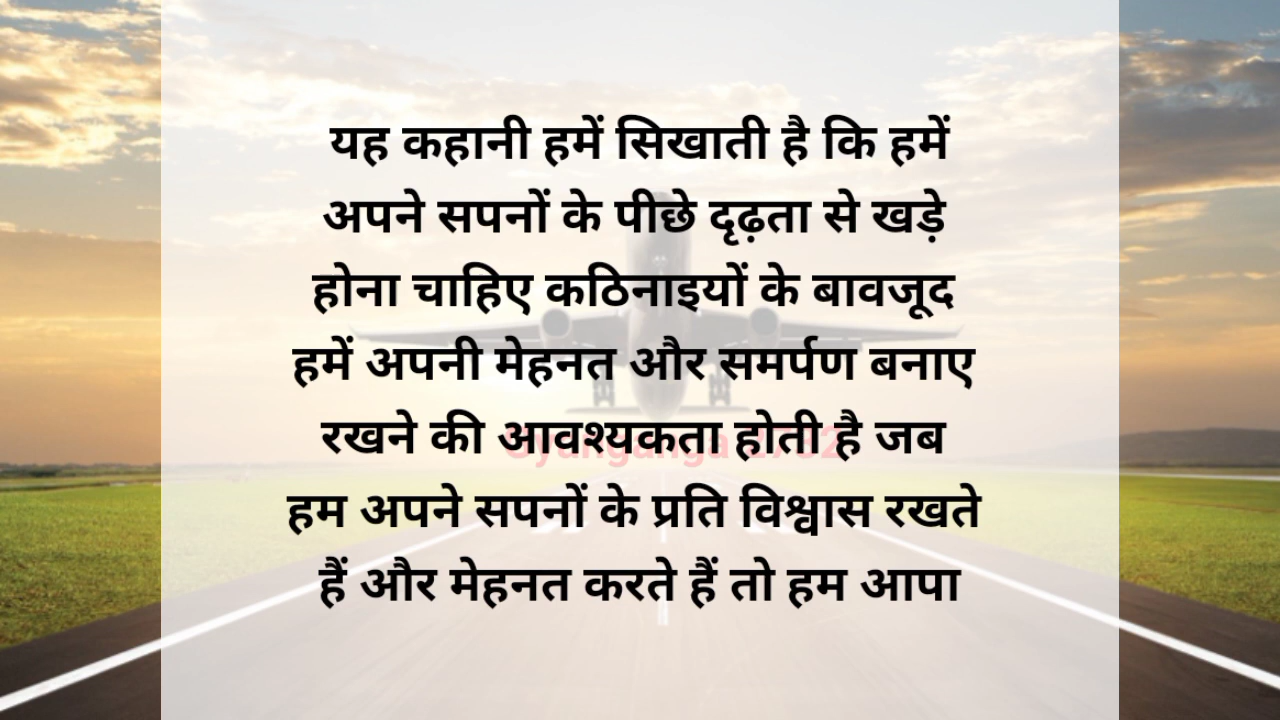 यह कहानी हमें सिखाती है कि हमें
अपने सपनों के पीछे दृढ़ता से खड़े
होना चाहिए कठिनाइयों के बावजूद
हमें अपनी मेहनत और समर्पण बनाए
रखने की आवश्यकता होती है जब
हम अपने सपनों के प्रति विश्वास रखते
हैं और मेहनत करते हैं तो हम आपा